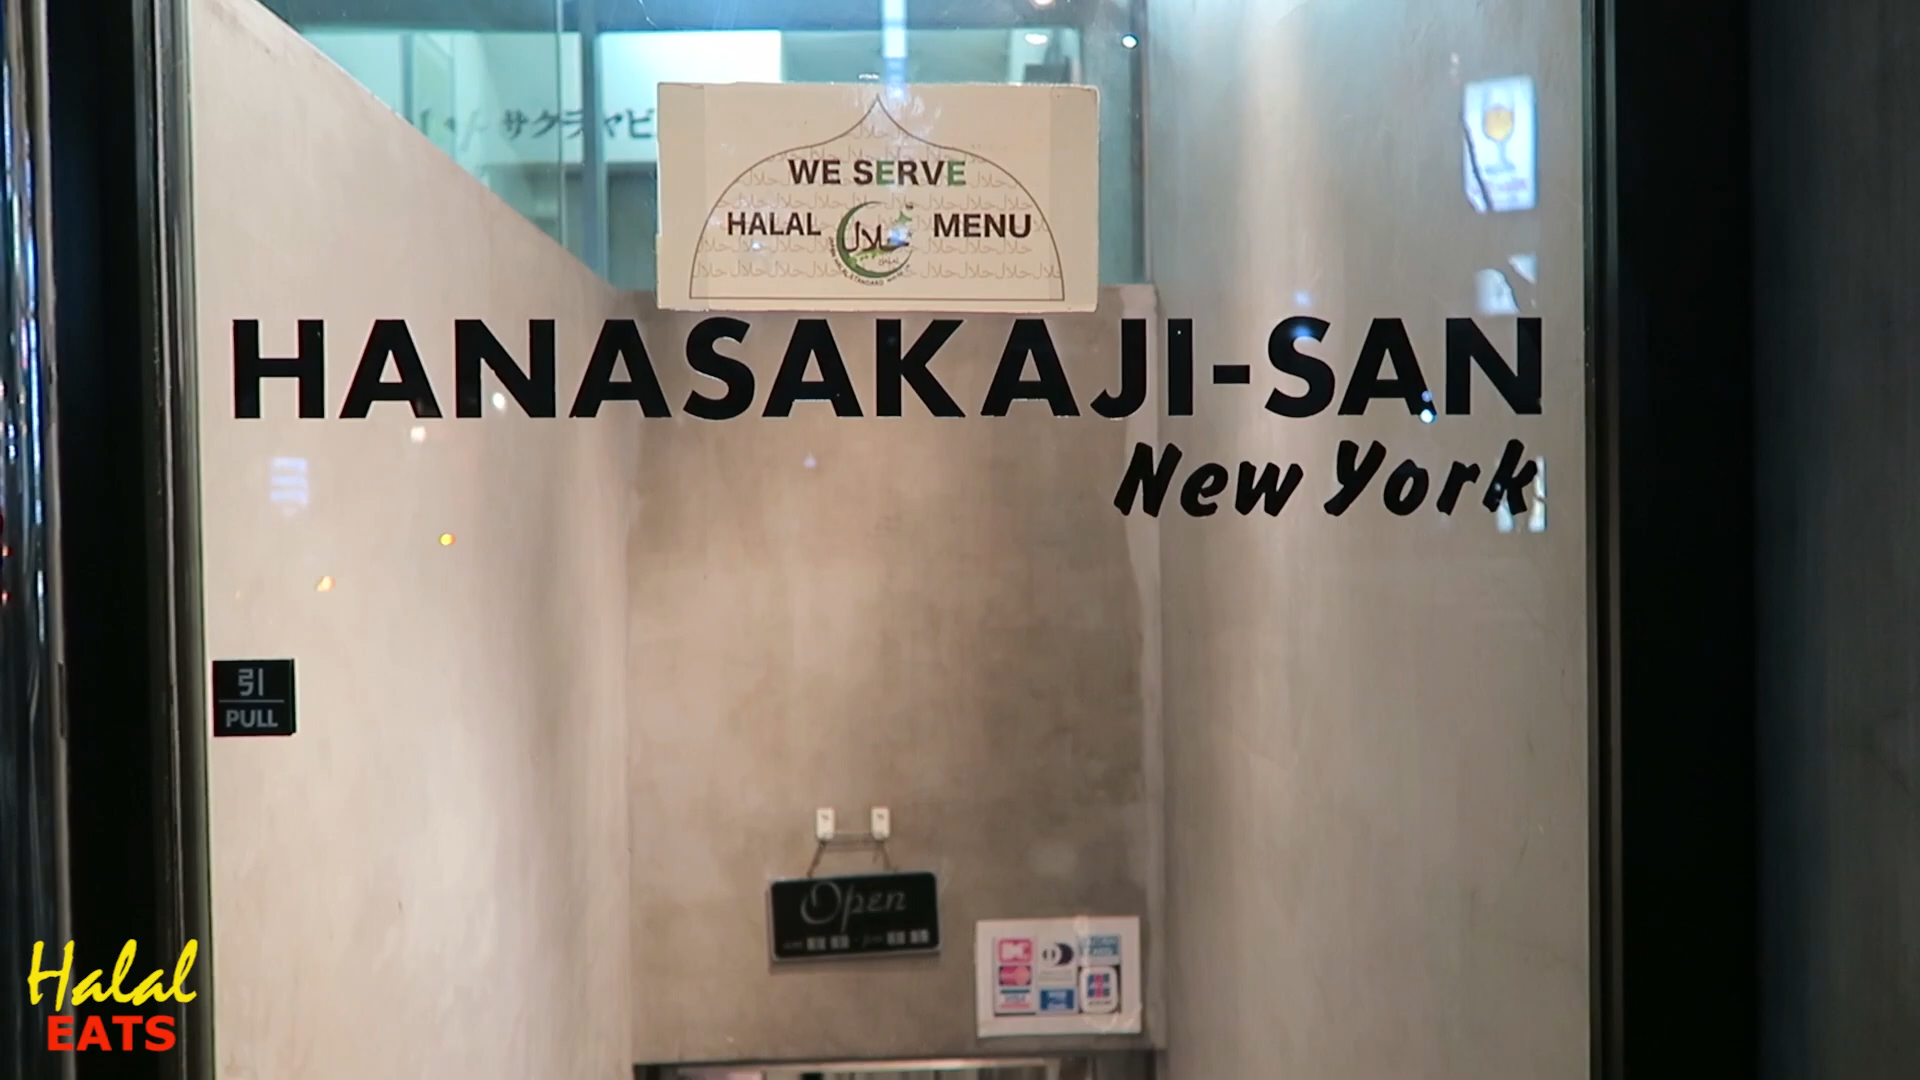 サクラヤビ
WE SERVE
HALAL حلال MENU
HANASAKAJI-SAN
New York
引
PULL
Open
Halal
EATS